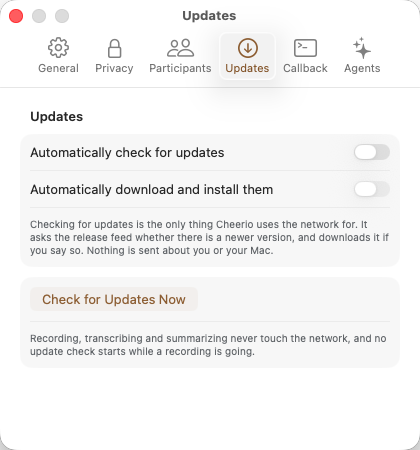 Updates
General
Privacy
Participants
Updates
Callback
Agents
Updates
Automatically check for updates
Automatically download and install them
Checking for updates is the only thing Cheerio uses the network for. It
asks the release feed whether there is a newer version, and downloads it if
you say so. Nothing is sent about you or your Mac.
Check for Updates Now
Recording, transcribing and summarizing never touch the network, and no
update check starts while a recording is going.